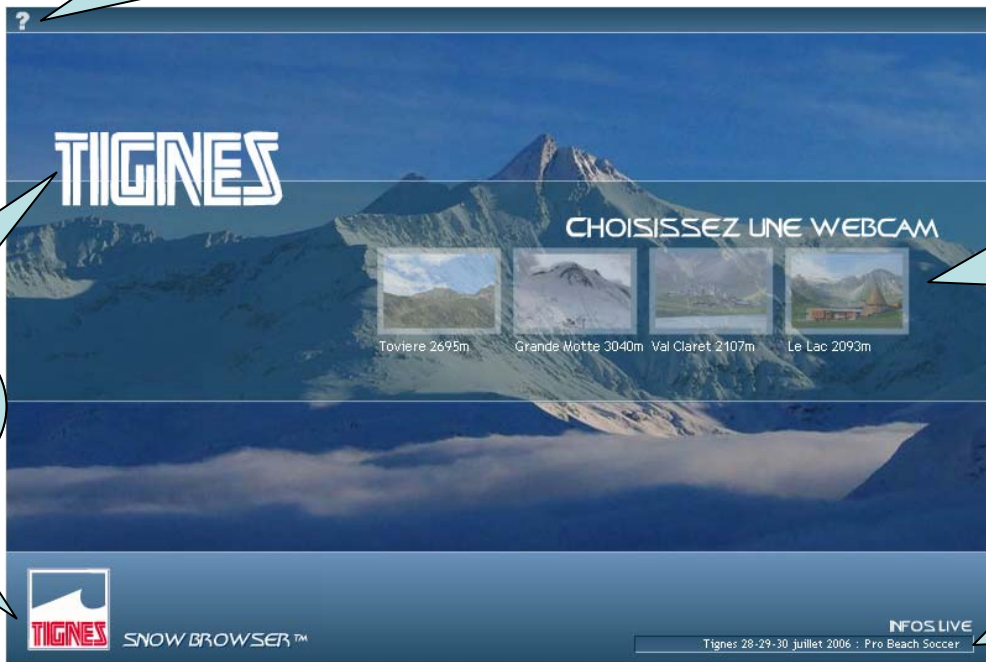 ?
TIGNES
CHOISISSEZ UNE WEBCAM
Toviere 2695m
Grande Motte 3040m
Val Claret 2107m
Le Lac 2093m
TIGNES
SNOW BROWSER™
INFOS LIVE
Tignes 28-29-30 juillet 2006 : Pro Beach Soccer